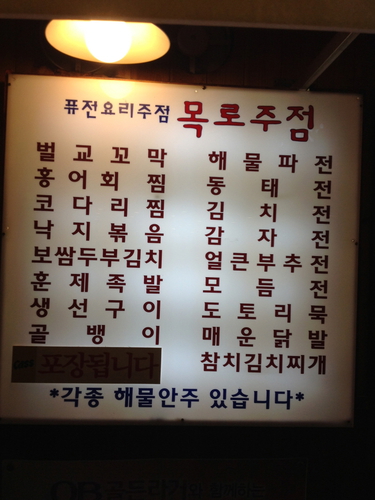 퓨전요리주점 목로주점
벌교꼬막 해물파전
홍어회찜 동태전
코다리찜 김치전
낙지볶음 감자전
보쌈두부김치 얼큰부추전
훈제족발 모듬전
생선구이 도토리묵
골뱅이 매운닭발
포장됩니다 참치김치찌개
*각종 해물안주 있습니다*